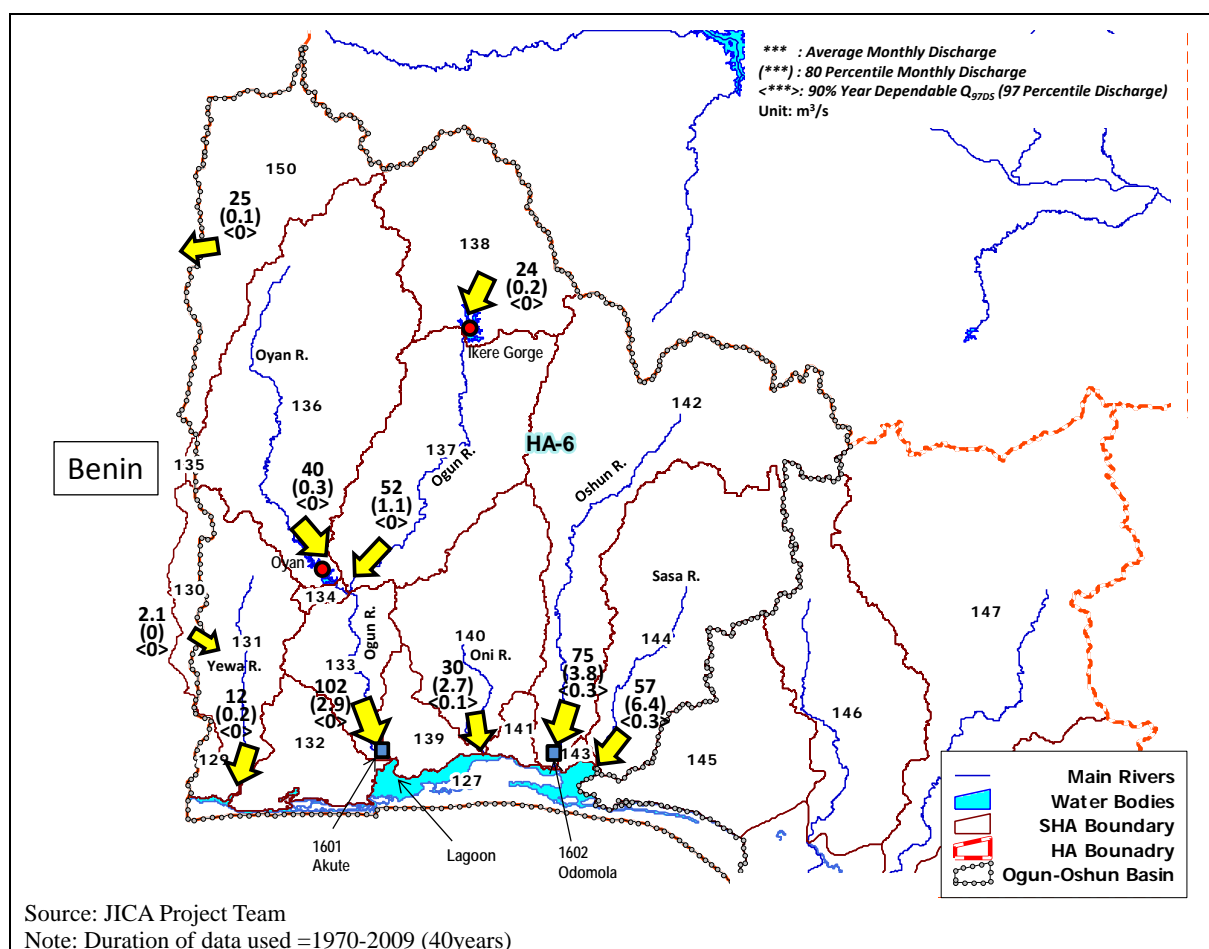 *** : Average Monthly Discharge
(***) : 80 Percentile Monthly Discharge
<***>: 90% Year Dependable Q97DS (97 Percentile Discharge)
Unit: m³/s
150
25
(0.1)
<0>
138
24
(0.2)
<0>
Ikere Gorge
Oyan R.
136
142
HA-6
137
Ogun R.
Oshun R.
Benin
135
40
(0.3)
<0>
52
(1.1)
<0>
Oyan
134
Sasa R.
130
147
2.1
(0)
<0>
131
Yewa R.
Ogun R.
133
140
Oni R.
144
12
(0.2)
<0>
102
(2.9)
<0>
30
(2.7)
<0.1>
75
(3.8)
<0.3>
57
(6.4)
<0.3>
146
129
132
139
141
143
145
127
1601
Akute
Lagoon
1602
Odomola
Main Rivers
Water Bodies
SHA Boundary
HA Bounadry
Ogun-Oshun Basin
Source: JICA Project Team
Note: Duration of data used =1970-2009 (40years)